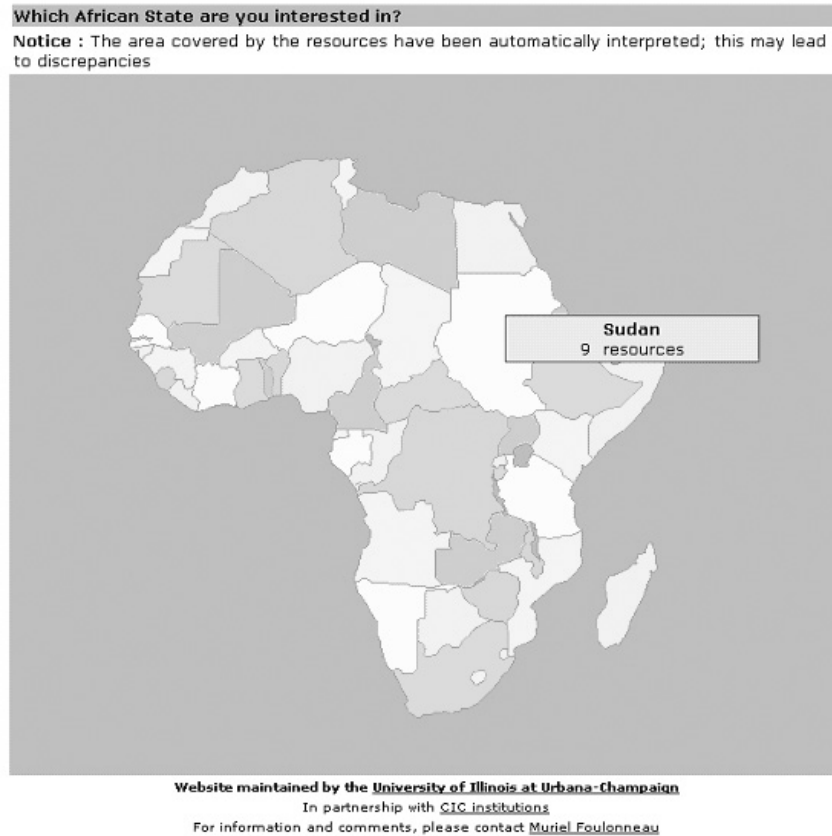 Which African State are you interested in?
Notice : The area covered by the resources have been automatically interpreted; this may lead
to discrepancies
Sudan
9 resources
Website maintained by the University of Illinois at Urbana-Champaign
In partnership with CIC institutions
For information and comments, please contact Muriel Foulonneau